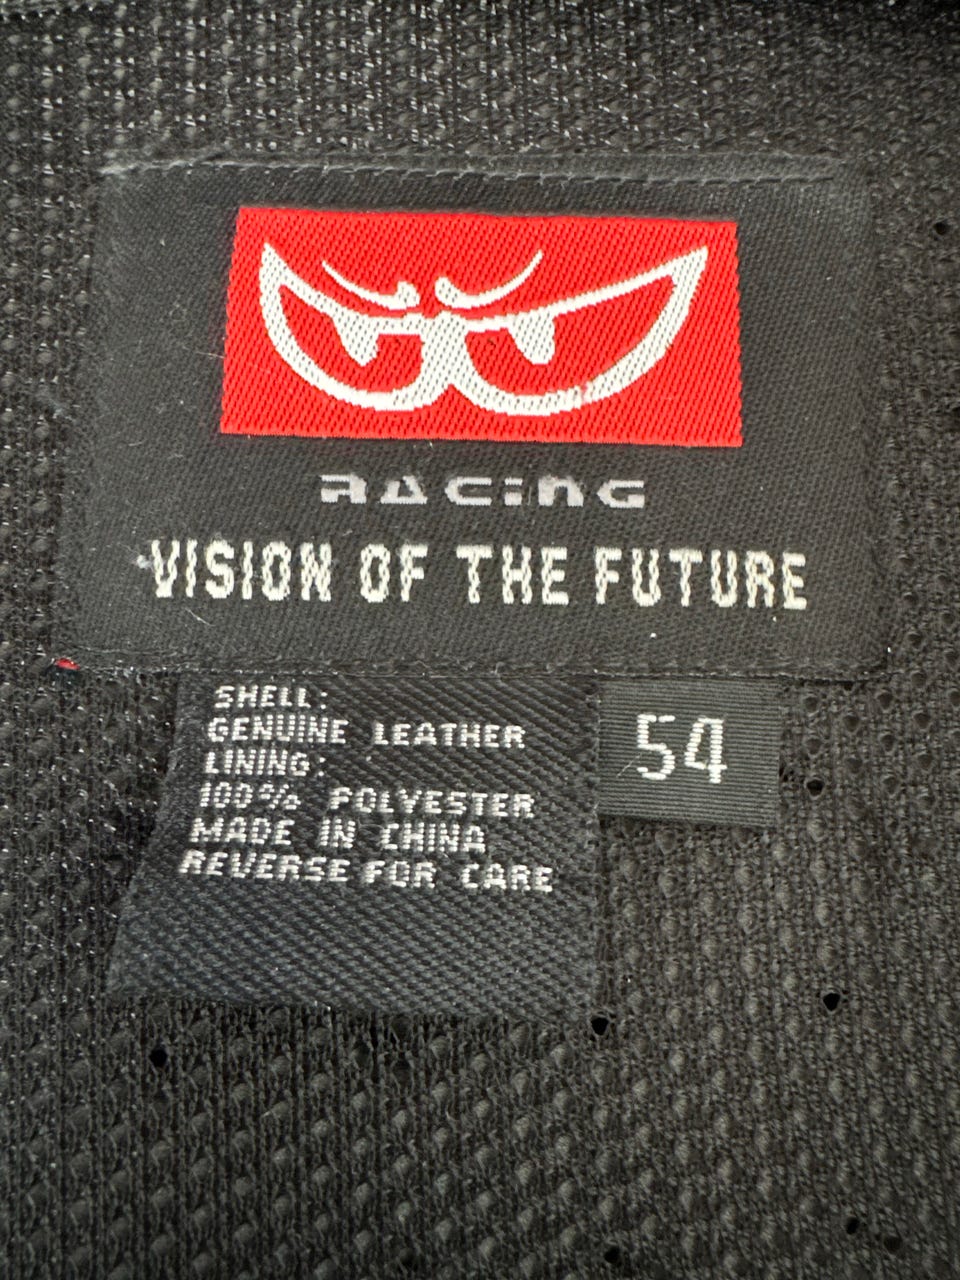 RACING
VISION OF THE FUTURE
SHELL:
GENUINE LEATHER
LINING:
100% POLYESTER
MADE IN CHINA
REVERSE FOR CARE
54